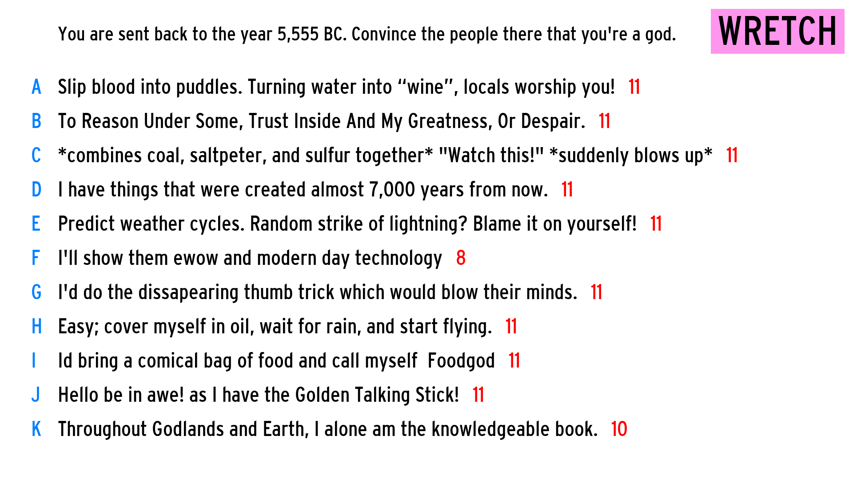 You are sent back to the year 5,555 BC. Convince the people there that you're a god.
WRETCH
A Slip blood into puddles. Turning water into “wine”, locals worship you! 11
B To Reason Under Some, Trust Inside And My Greatness, Or Despair. 11
C *combines coal, saltpeter, and sulfur together* "Watch this!" *suddenly blows up* 11
D I have things that were created almost 7,000 years from now. 11
E Predict weather cycles. Random strike of lightning? Blame it on yourself! 11
F I'll show them ewow and modern day technology 8
G I'd do the dissapearing thumb trick which would blow their minds. 11
H Easy; cover myself in oil, wait for rain, and start flying. 11
I Id bring a comical bag of food and call myself  Foodgod 11
J Hello be in awe! as I have the Golden Talking Stick! 11
K Throughout Godlands and Earth, I alone am the knowledgeable book. 10